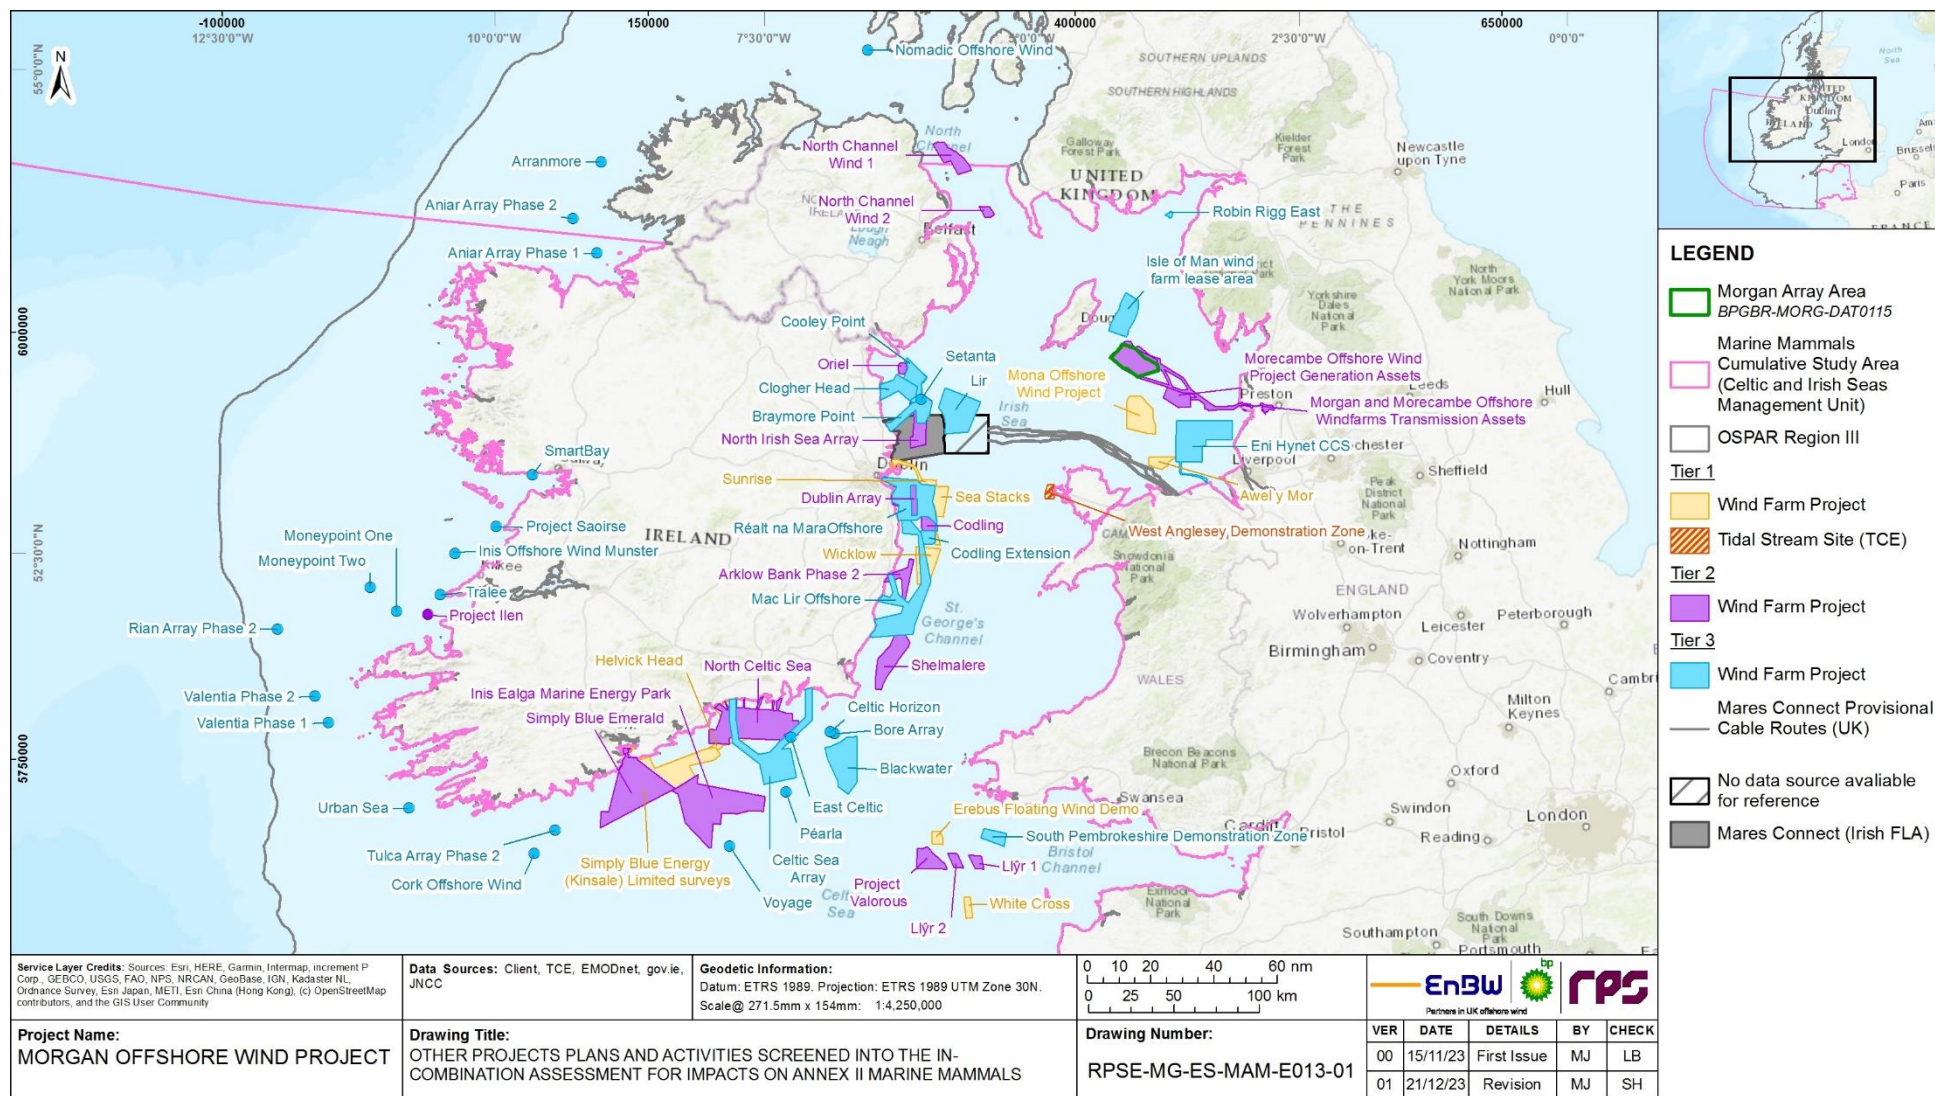 -100000
150000
400000
650000
12°30'0"W
10°0'0"W
7°30'0"W
5°0'0"W
2°30'0"W
0°0'0"
55°0'0"N
52°30'0"N
6000000
5750000
N
Nomadic Offshore Wind
SOUTHERN UPLANDS
SOUTHERN HIGHLANDS
North Channel
North Channel
Wind 1
Galloway
Forest Park
Kielder
Forest
Park
Newcastle
upon Tyne
Arranmore
UNITED
KINGDOM
Aniar Array Phase 2
North Channel
Wind 2
Belfast
Lough
Neagh
Robin Rigg East
THE
PENNINES
Aniar Array Phase 1
Isle of Man wind
farm lease area
North
York Moors
National Park
Yorkshire
Dales
National
Park
Cooley Point
Oriel
Setanta
Lir
Clogher Head
Braymore Point
North Irish Sea Array
Mona Offshore
Wind Project
Irish
Sea
Morecambe Offshore Wind
Project Generation Assets
Preston
Leeds
Hull
Morgan and Morecambe Offshore
Windfarms Transmission Assets
SmartBay
Dublin
Eni Hynet CCS
Liverpool
Sheffield
Sunrise
Dublin Array
Sea Stacks
Awel y Mor
Peak
District
National
Park
Réalt na MaraOffshore
Codling
West Anglesey Demonstration Zone
Project Saoirse
IRELAND
Moneypoint One
Inis Offshore Wind Munster
Moneypoint Two
Wicklow
Codling Extension
Snowdonia
National
Park
on-Trent
Nottingham
Arklow Bank Phase 2
Tralee
Mac Lir Offshore
ENGLAND
Project Ilen
Rian Array Phase 2
St.
George's
Channel
Wolverhampton
Leicester
Peterborough
Birmingham
Coventry
Helvick Head
North Celtic Sea
Shelmalere
WALES
Inis Ealga Marine Energy Park
Valentia Phase 2
Simply Blue Emerald
Valentia Phase 1
Celtic Horizon
Bore Array
Milton
Keynes
Blackwater
Brecon Beacons
National Park
Oxford
Urban Sea
East Celtic
Erebus Floating Wind Demo
Swansea
Swindon
London
Péarla
South Pembrokeshire Demonstration Zone
Cardiff
Bristol
Reading
Tulca Array Phase 2
Simply Blue Energy
(Kinsale) Limited surveys
Celtic Sea
Array
Bristol
Channel
Cork Offshore Wind
Voyage
Project
Valorous
Llŷr 1
White Cross
Exmoor
National
Park
Llŷr 2
South Downs
National
Park
Southampton
Portsmouth
North
Sea
UNITED
KINGDOM
Dublin
London
Brussels
Paris
FRANCE
LEGEND
Morgan Array Area
BPGBR-MORG-DAT0115
Marine Mammals
Cumulative Study Area
(Celtic and Irish Seas
Management Unit)
OSPAR Region III
Tier 1
Wind Farm Project
Tidal Stream Site (TCE)
Tier 2
Wind Farm Project
Tier 3
Wind Farm Project
Mares Connect Provisional
Cable Routes (UK)
No data source avaliable
for reference
Mares Connect (Irish FLA)
Service Layer Credits: Sources: Esri, HERE, Garmin, Intermap, increment P
Corp., GEBCO, USGS, FAO, NPS, NRCAN, GeoBase, IGN, Kadaster NL,
Ordnance Survey, Esri Japan, METI, Esri China (Hong Kong), (c) OpenStreetMap
contributors, and the GIS User Community
Data Sources: Client, TCE, EMODnet, gov.ie,
JNCC
Geodetic Information:
Datum: ETRS 1989. Projection: ETRS 1989 UTM Zone 30N.
Scale@ 271.5mm x 154mm: 1:4,250,000
0 10 20 40 60 nm
0 25 50 100 km
EnBW
bp
Partners in UK offshore wind
rps
Project Name:
MORGAN OFFSHORE WIND PROJECT
Drawing Title:
OTHER PROJECTS PLANS AND ACTIVITIES SCREENED INTO THE IN-
COMBINATION ASSESSMENT FOR IMPACTS ON ANNEX II MARINE MAMMALS
Drawing Number:
RPSE-MG-ES-MAM-E013-01
VER DATE DETAILS BY CHECK
00 15/11/23 First Issue MJ LB
01 21/12/23 Revision MJ SH